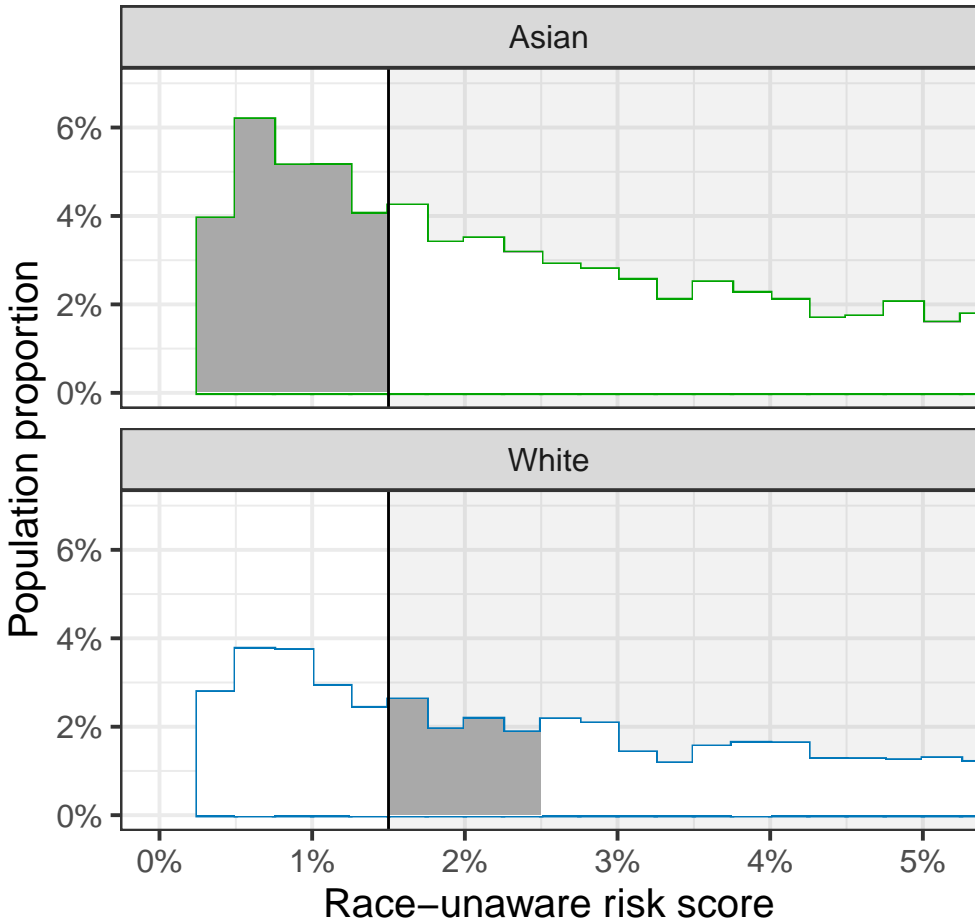 Asian
6%
4%
2%
0%
White
6%
4%
2%
0%
0% 1% 2% 3% 4% 5%
Race−unaware risk score
Population proportion